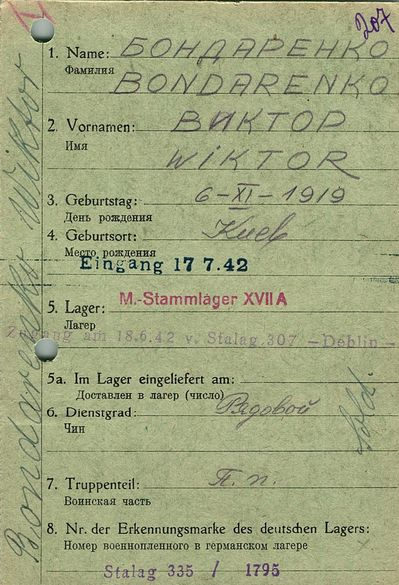 207
1. Name: БОНДАРЕНКО
Фамилия
BONDARENKO
2. Vornamen: ВИКТОР
Имя
WiKTOR
3. Geburtstag: 6-XI-1919
День рождения
4. Geburtsort: Киев
Место рождения
Eingang 17 7.42
M.-Stammlager XVII A
5. Lager:
Лагер
Zugang am 18.6.42 v. Stalag 307 -Deblin-
5a. Im Lager eingeliefert am:
Доставлен в лагер (число)
6. Dienstgrad: Рядовой
Чин
Sold.
7. Truppenteil: П. п.
Воинская часть
8. Nr. der Erkennungsmarke des deutschen Lagers:
Номер военнопленного в германском лагере
Stalag 335 / 1795
Bondarenko Wiktor